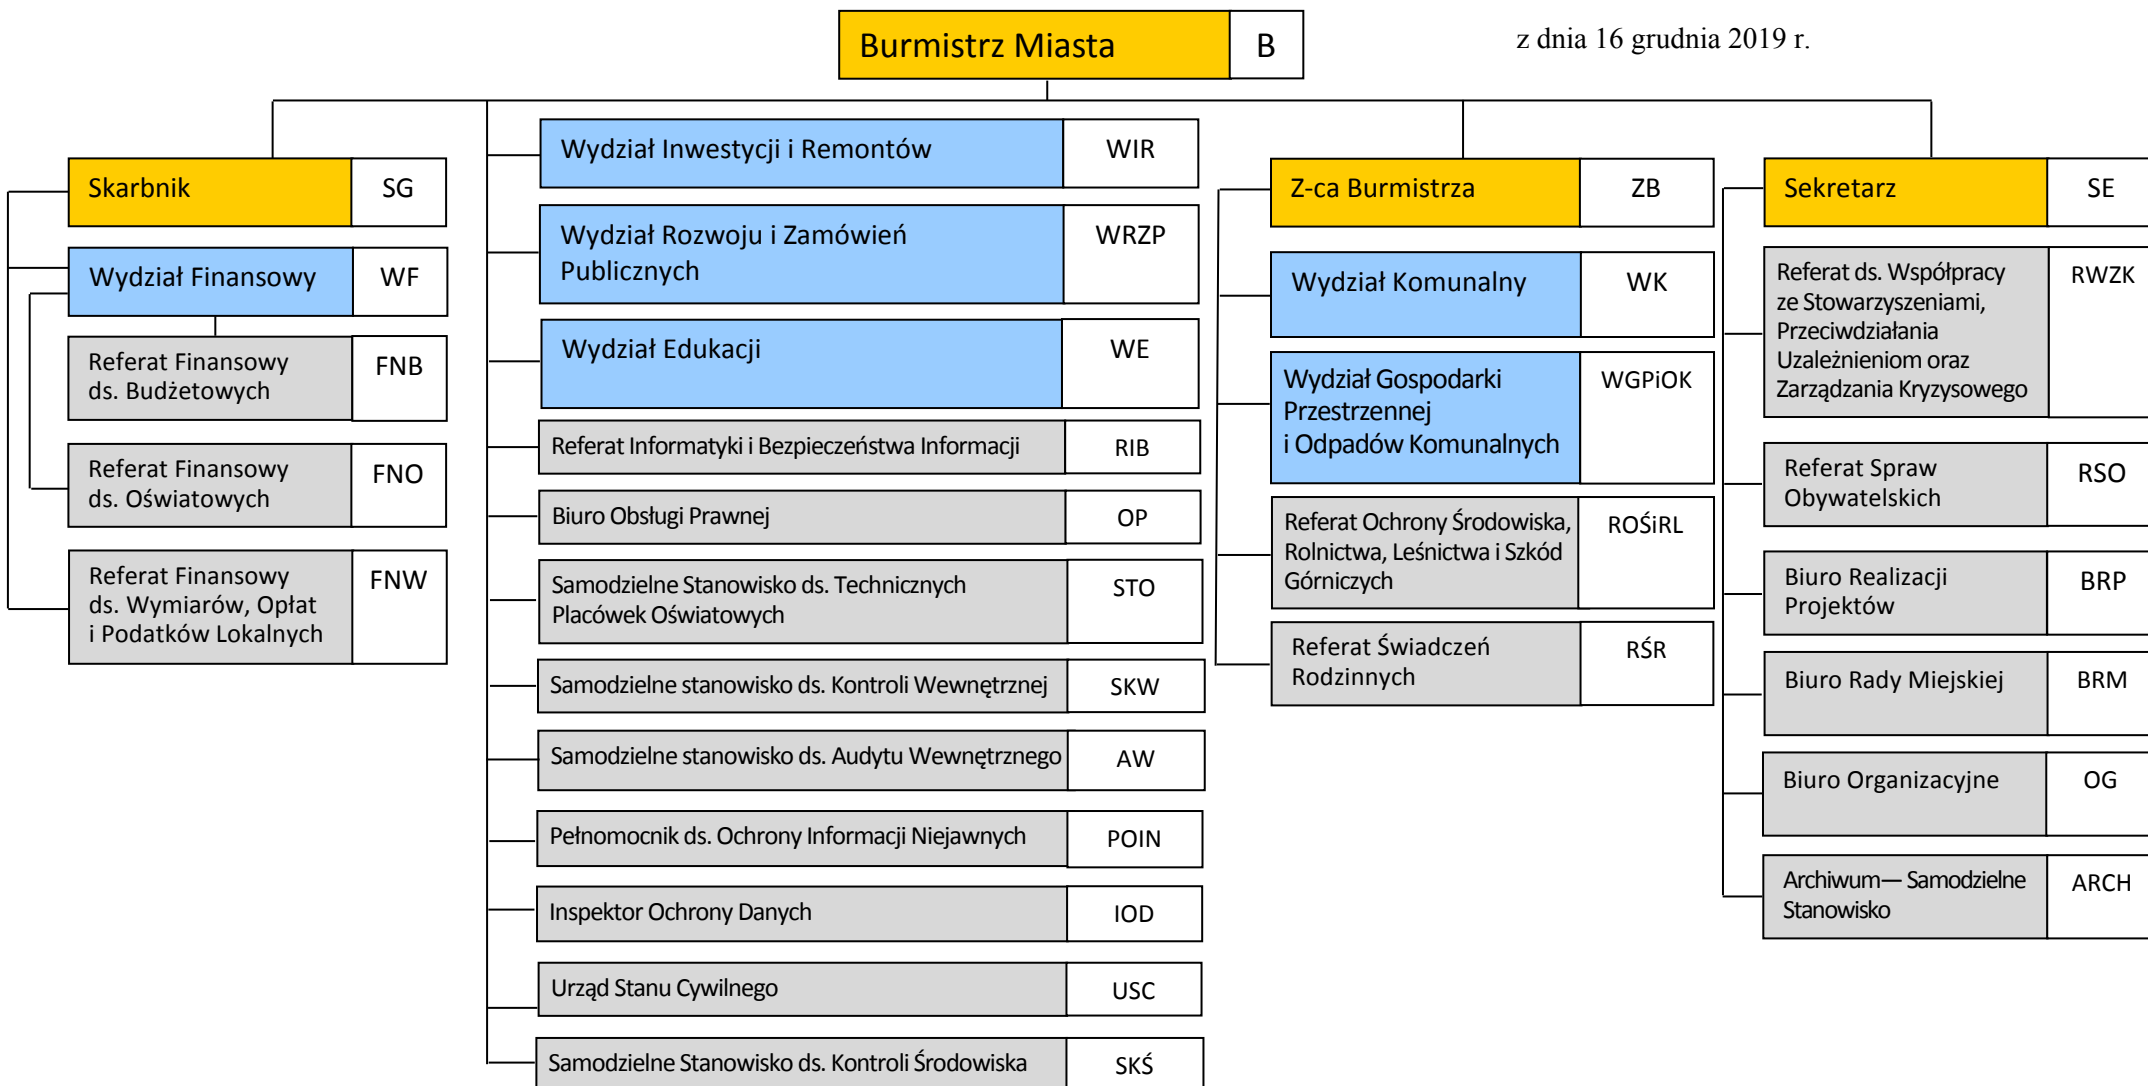 Burmistrz Miasta B
z dnia 16 grudnia 2019 r.
Skarbnik SG
Wydział Finansowy WF
Referat Finansowy FNB
ds. Budżetowych
Referat Finansowy FNO
ds. Oświatowych
Referat Finansowy FNW
ds. Wymiarów, Opłat
i Podatków Lokalnych
Wydział Inwestycji i Remontów WIR
Wydział Rozwoju i Zamówień WRZP
Publicznych
Wydział Edukacji WE
Referat Informatyki i Bezpieczeństwa Informacji RIB
Biuro Obsługi Prawnej OP
Samodzielne Stanowisko ds. Technicznych STO
Placówek Oświatowych
Samodzielne stanowisko ds. Kontroli Wewnętrznej SKW
Samodzielne stanowisko ds. Audytu Wewnętrznego AW
Pełnomocnik ds. Ochrony Informacji Niejawnych POIN
Inspektor Ochrony Danych IOD
Urząd Stanu Cywilnego USC
Samodzielne Stanowisko ds. Kontroli Środowiska SKŚ
Z-ca Burmistrza ZB
Wydział Komunalny WK
Wydział Gospodarki WGPiOK
Przestrzennej
i Odpadów Komunalnych
Referat Ochrony Środowiska, ROŚiRL
Rolnictwa, Leśnictwa i Szkód
Górniczych
Referat Świadczeń RŚR
Rodzinnych
Sekretarz SE
Referat ds. Współpracy RWZK
ze Stowarzyszeniami,
Przeciwdziałania
Uzależnieniom oraz
Zarządzania Kryzysowego
Referat Spraw RSO
Obywatelskich
Biuro Realizacji BRP
Projektów
Biuro Rady Miejskiej BRM
Biuro Organizacyjne OG
Archiwum— Samodzielne ARCH
Stanowisko